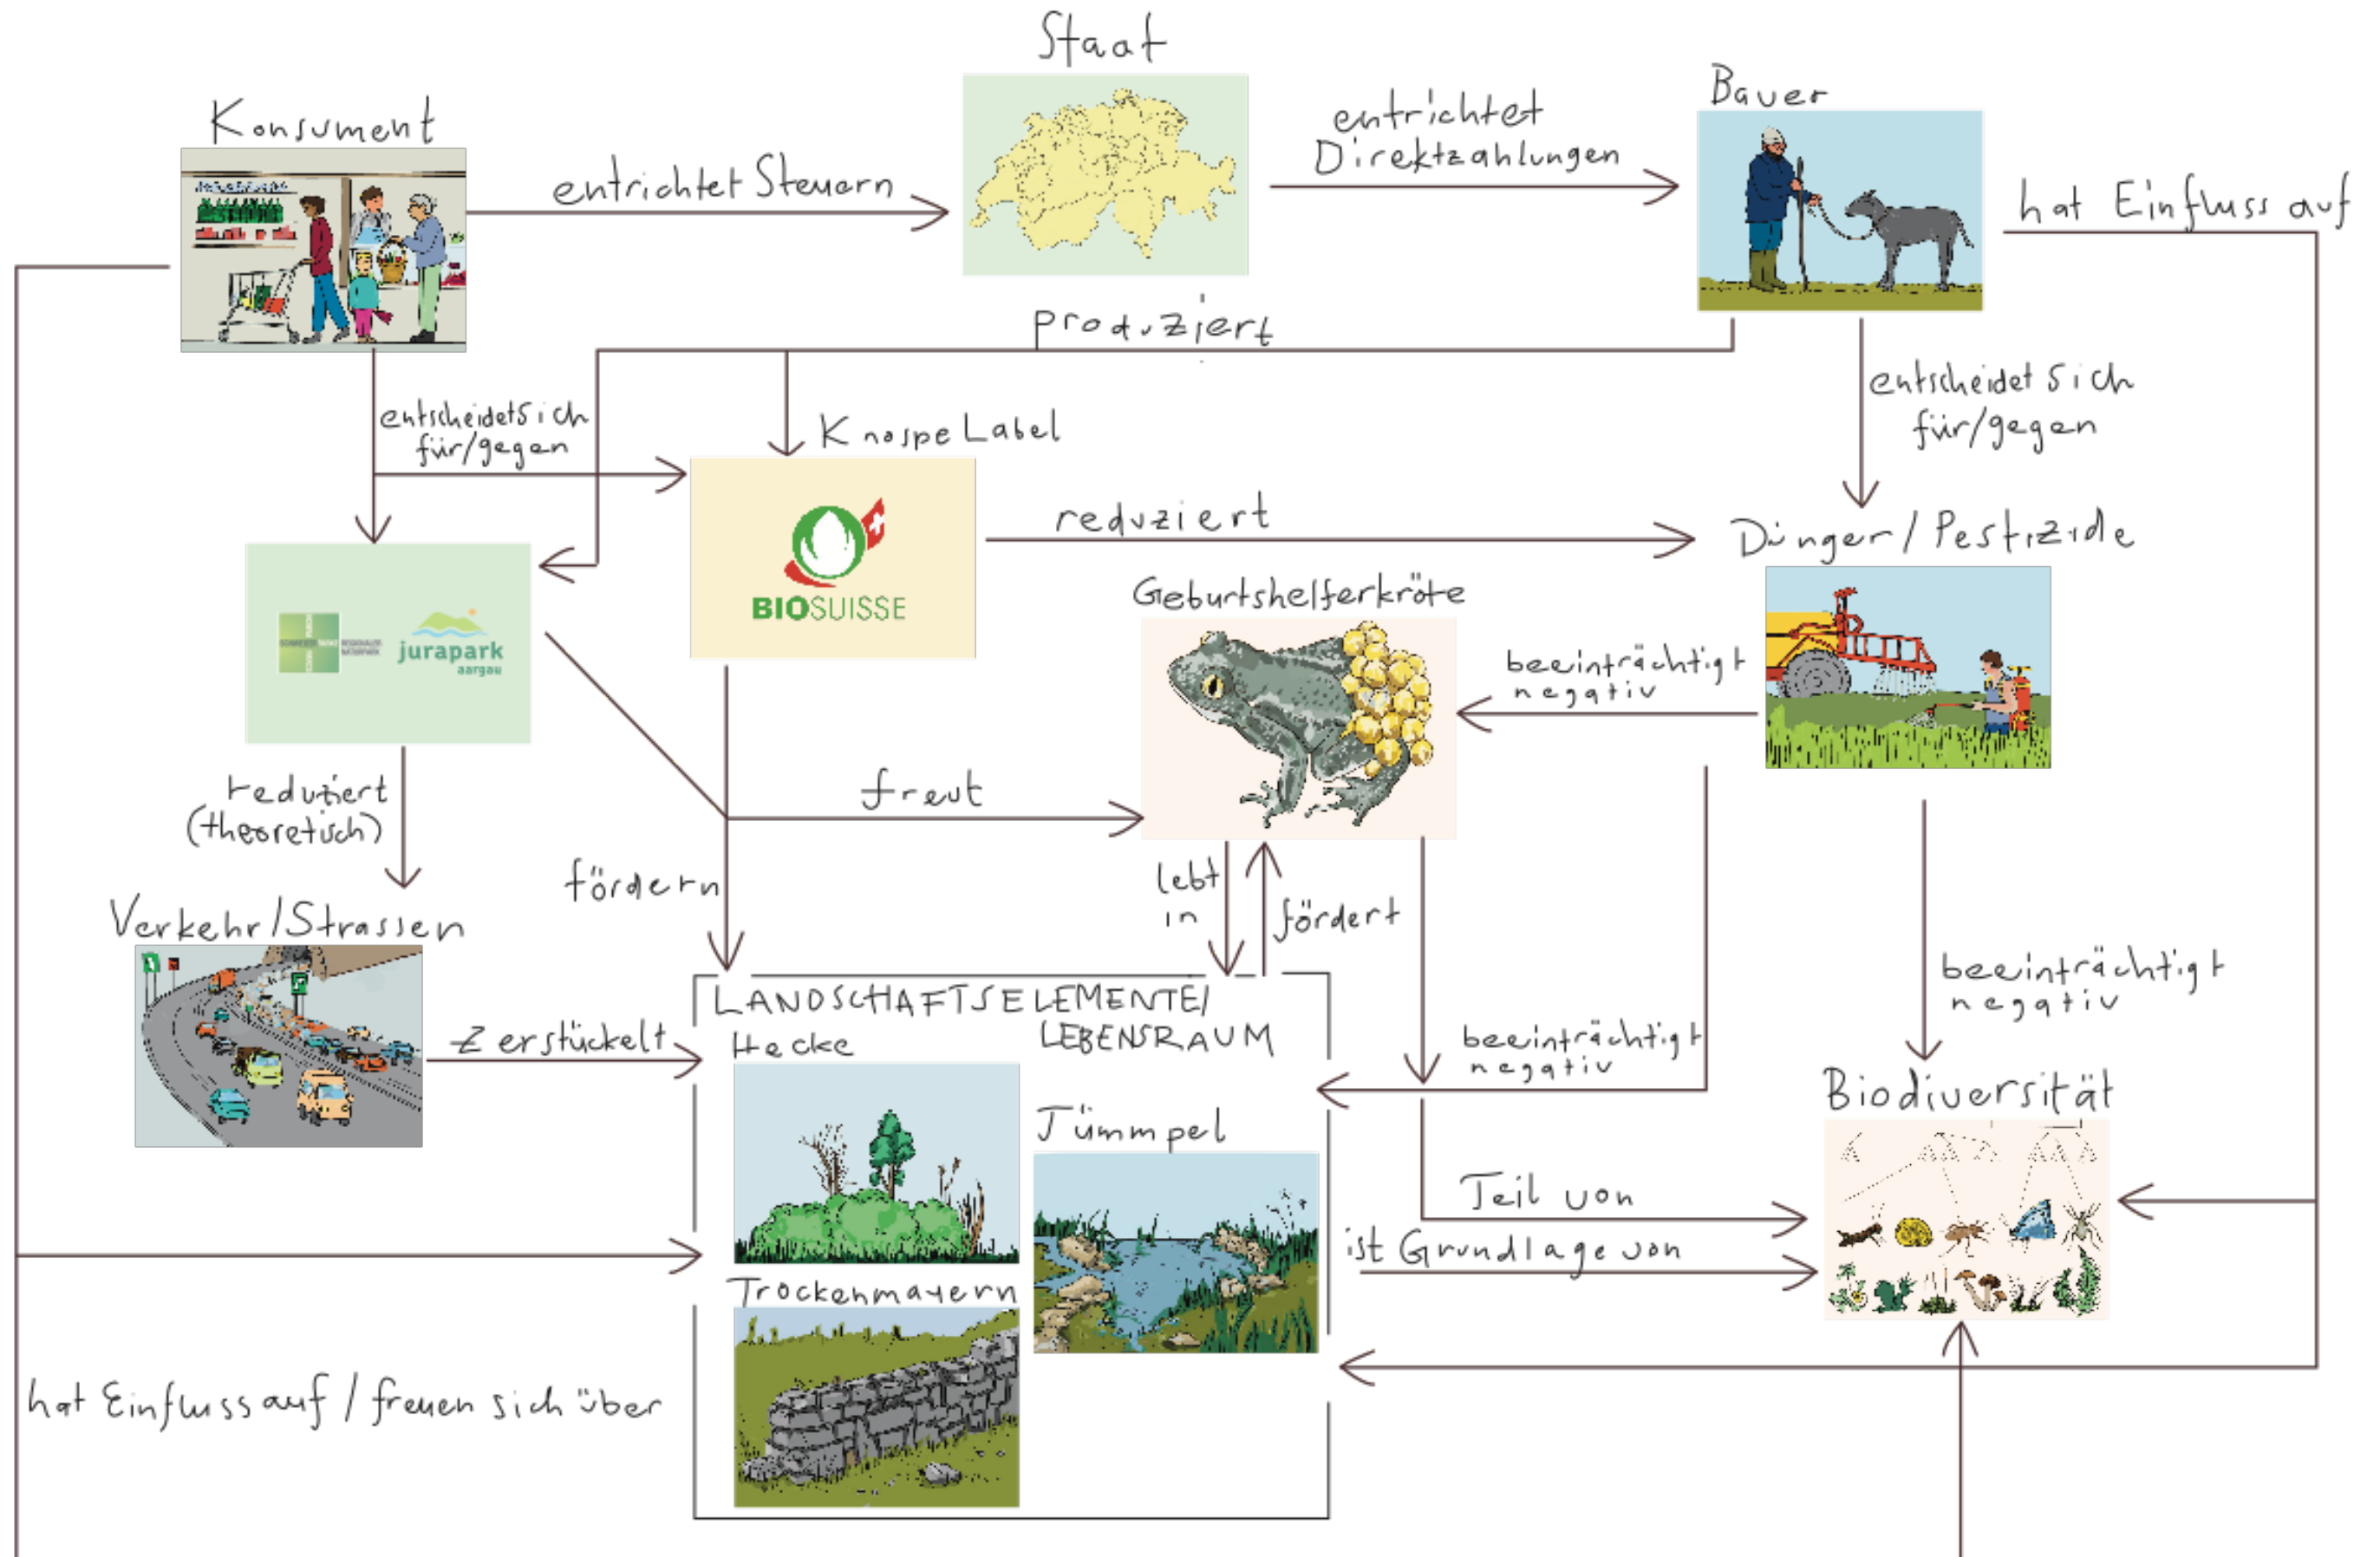 Staat
Bauer
Konsument
entrichtet Steuern
entrichtet
Direktzahlungen
hat Einfluss auf
produziert
entscheidet sich
für/gegen
entscheidet sich
für/gegen
Knospe Label
BIOSUISSE
reduziert
Dünger/Pestizide
Geburtshelferkröte
jurapark
aargau
beeinträchtigt
negativ
reduziert
(theoretisch)
freut
fördern
lebt
in
fördert
Verkehr/Strassen
beeinträchtigt
negativ
LANDSCHAFTSELEMENTE/
LEBENSRAUM
zerstückelt
Hecke
beeinträchtigt
negativ
Biodiversität
Tümmpel
Teil von
ist Grundlage von
Trockenmauern
hat Einfluss auf / freuen sich über